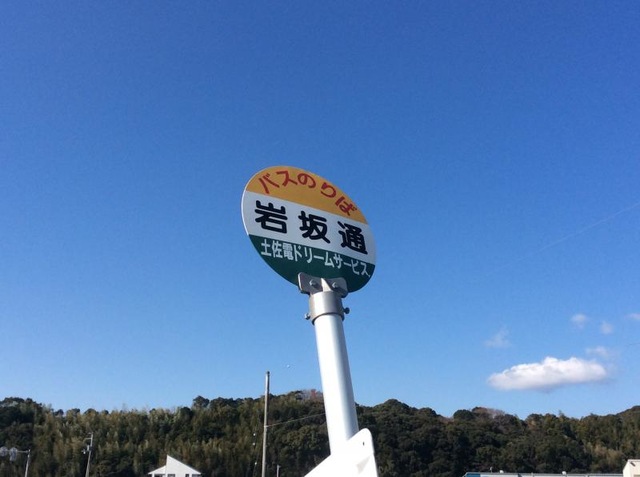 バスのりば
岩坂通
土佐電ドリームサービス